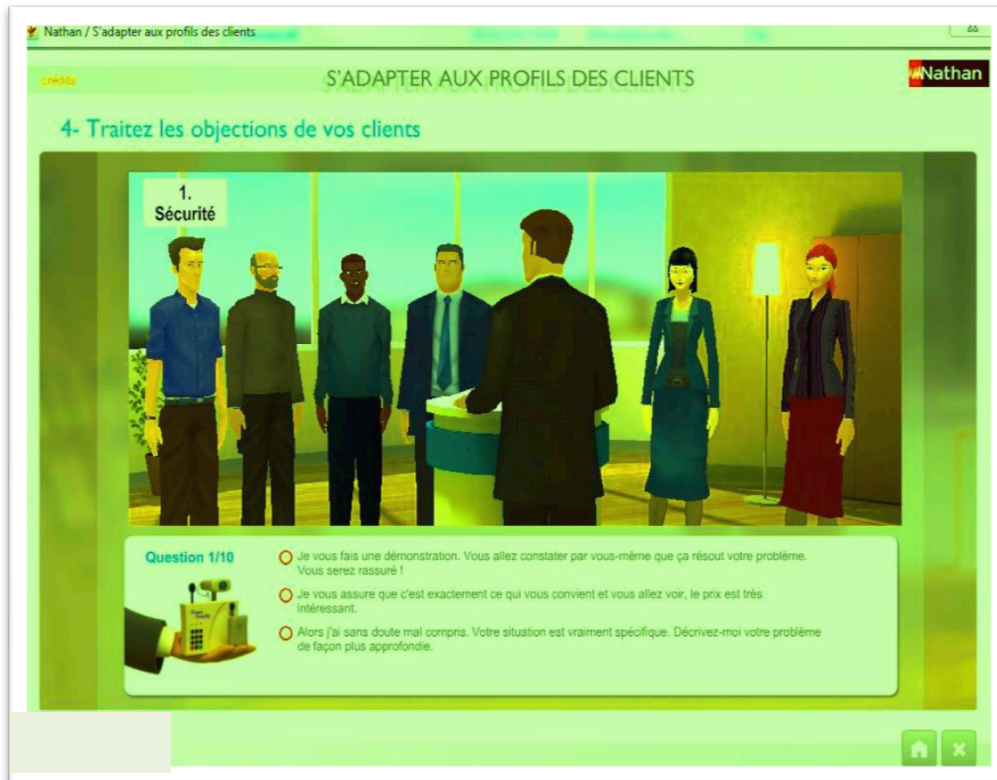 Nathan / S'adapter aux profils des clients
crédits
S'ADAPTER AUX PROFILS DES CLIENTS
Nathan
4- Traitez les objections de vos clients
1.
Sécurité
Question 1/10
Je vous fais une démonstration. Vous allez constater par vous-même que ça résout votre problème.
Vous serez rassuré !
Je vous assure que c'est exactement ce qui vous convient et vous allez voir, le prix est très
intéressant.
Alors j'ai sans doute mal compris. Votre situation est vraiment spécifique. Décrivez-moi votre problème
de façon plus approfondie.